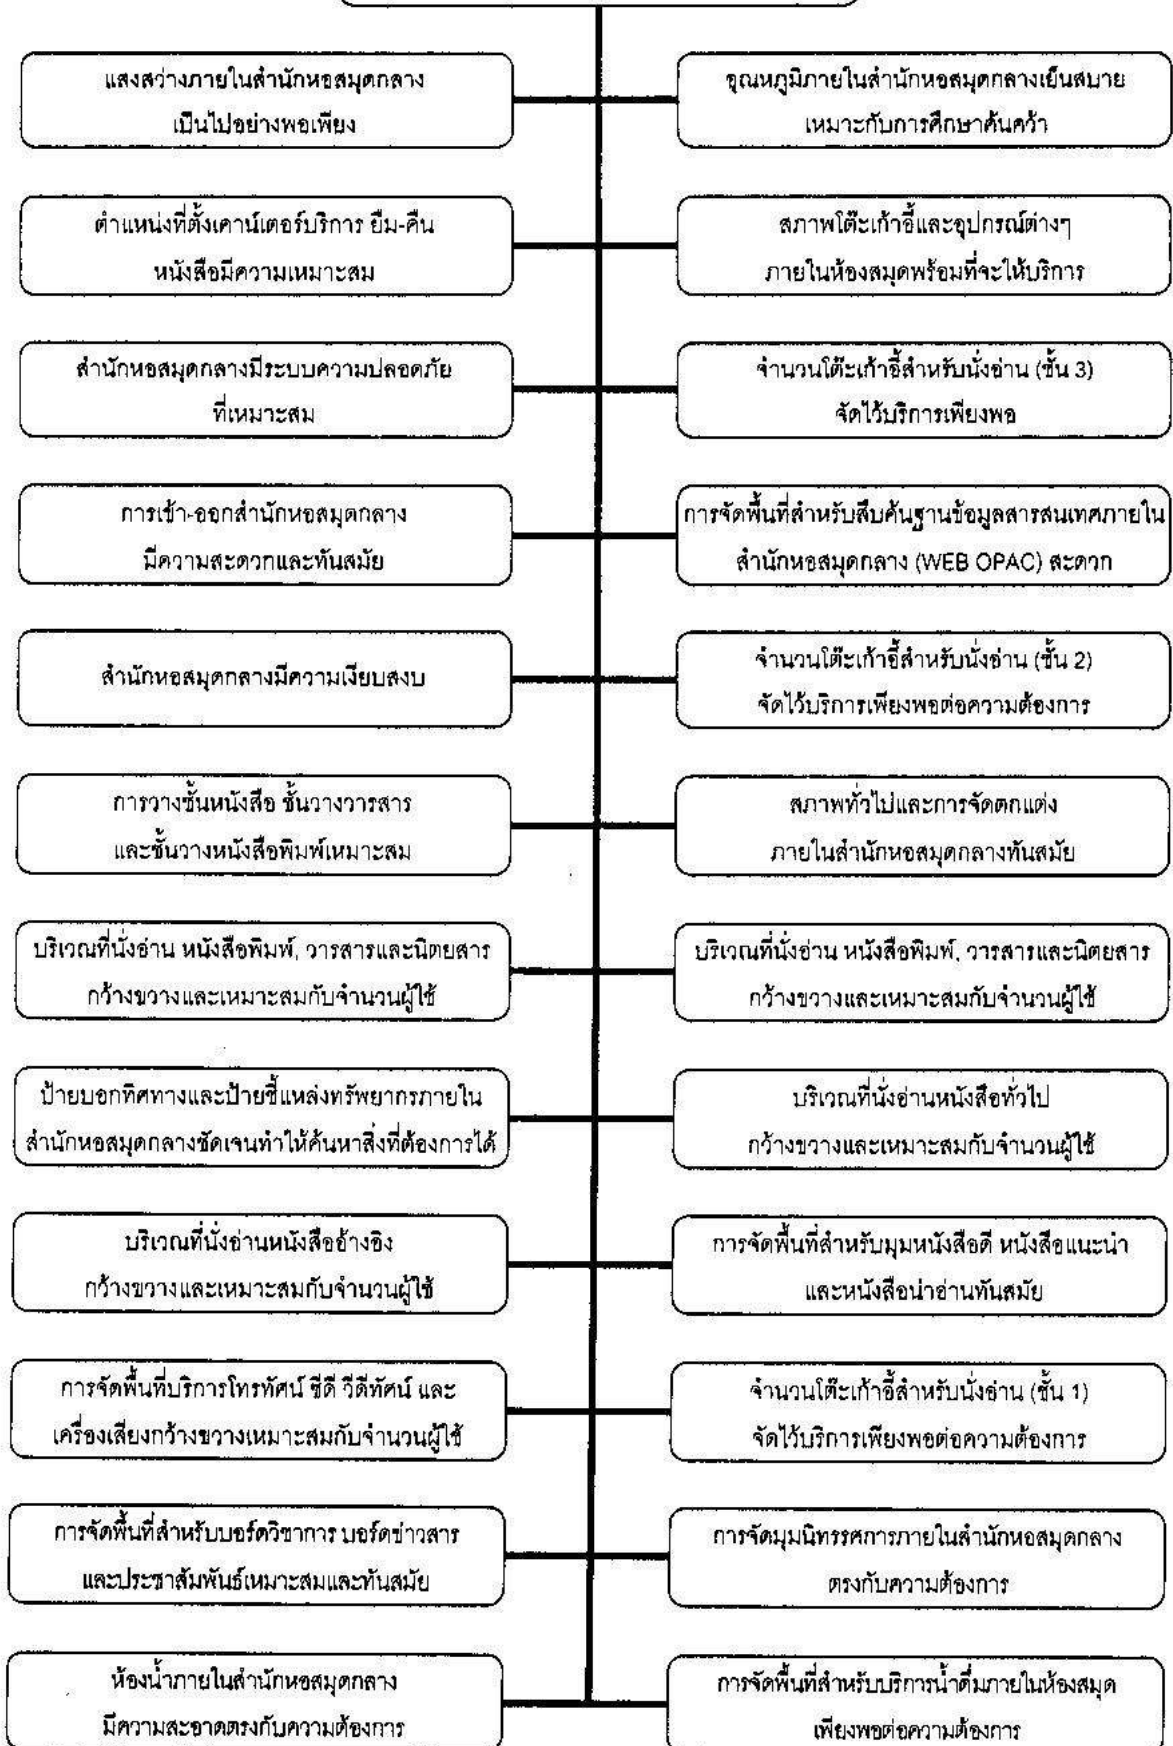 แสงสว่างภายในสำนักหอสมุดกลาง
เป็นไปอย่างพอเพียง
อุณหภูมิภายในสำนักหอสมุดกลางเย็นสบาย
เหมาะกับการศึกษาค้นคว้า
ตำแหน่งที่ตั้งเคาน์เตอร์บริการ ยืม-คืน
หนังสือมีความเหมาะสม
สภาพโต๊ะเก้าอี้และอุปกรณ์ต่างๆ
ภายในห้องสมุดพร้อมที่จะให้บริการ
สำนักหอสมุดกลางมีระบบความปลอดภัย
ที่เหมาะสม
จำนวนโต๊ะเก้าอี้สำหรับนั่งอ่าน (ชั้น 3)
จัดไว้บริการเพียงพอ
การเข้า-ออกสำนักหอสมุดกลาง
มีความสะดวกและทันสมัย
การจัดพื้นที่สำหรับสืบค้นฐานข้อมูลสารสนเทศภายใน
สำนักหอสมุดกลาง (WEB OPAC) สะดวก
สำนักหอสมุดกลางมีความเงียบสงบ
จำนวนโต๊ะเก้าอี้สำหรับนั่งอ่าน (ชั้น 2)
จัดไว้บริการเพียงพอต่อความต้องการ
การวางชั้นหนังสือ ชั้นวางวารสาร
และชั้นวางหนังสือพิมพ์เหมาะสม
สภาพทั่วไปและการจัดตกแต่ง
ภายในสำนักหอสมุดกลางทันสมัย
บริเวณที่นั่งอ่าน หนังสือพิมพ์, วารสารและนิตยสาร
กว้างขวางและเหมาะสมกับจำนวนผู้ใช้
บริเวณที่นั่งอ่าน หนังสือพิมพ์, วารสารและนิตยสาร
กว้างขวางและเหมาะสมกับจำนวนผู้ใช้
ป้ายบอกทิศทางและป้ายชี้แหล่งทรัพยากรภายใน
สำนักหอสมุดกลางชัดเจนทำให้ค้นหาสิ่งที่ต้องการได้
บริเวณที่นั่งอ่านหนังสือทั่วไป
กว้างขวางและเหมาะสมกับจำนวนผู้ใช้
บริเวณที่นั่งอ่านหนังสืออ้างอิง
กว้างขวางและเหมาะสมกับจำนวนผู้ใช้
การจัดพื้นที่สำหรับมุมหนังสือดี หนังสือแนะนำ
และหนังสือน่าอ่านทันสมัย
การจัดพื้นที่บริการโทรทัศน์ ซีดี วีดีทัศน์ และ
เครื่องเสียงกว้างขวางเหมาะสมกับจำนวนผู้ใช้
จำนวนโต๊ะเก้าอี้สำหรับนั่งอ่าน (ชั้น 1)
จัดไว้บริการเพียงพอต่อความต้องการ
การจัดพื้นที่สำหรับบอร์ดวิชาการ บอร์ดข่าวสาร
และประชาสัมพันธ์เหมาะสมและทันสมัย
การจัดมุมนิทรรศการภายในสำนักหอสมุดกลาง
ตรงกับความต้องการ
ห้องน้ำภายในสำนักหอสมุดกลาง
มีความสะอาดตรงกับความต้องการ
การจัดพื้นที่สำหรับบริการน้ำดื่มภายในห้องสมุด
เพียงพอต่อความต้องการ